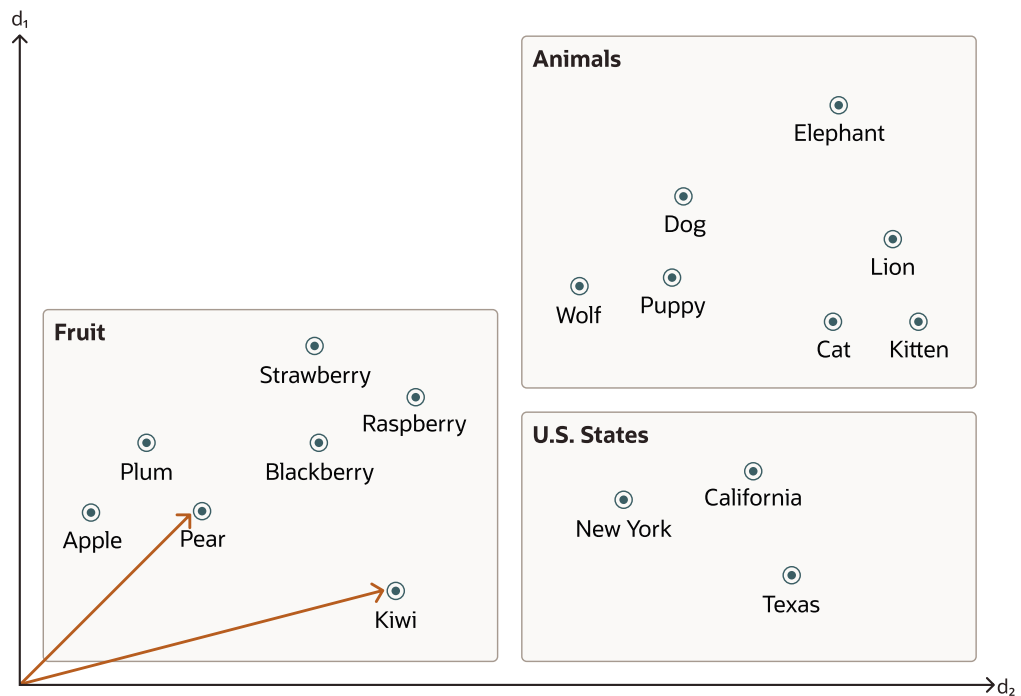 d₁
Animals
Elephant
Dog
Lion
Puppy
Wolf
Cat
Kitten
Fruit
Strawberry
Raspberry
Plum
Blackberry
Apple
Pear
Kiwi
U.S. States
California
New York
Texas
d₂